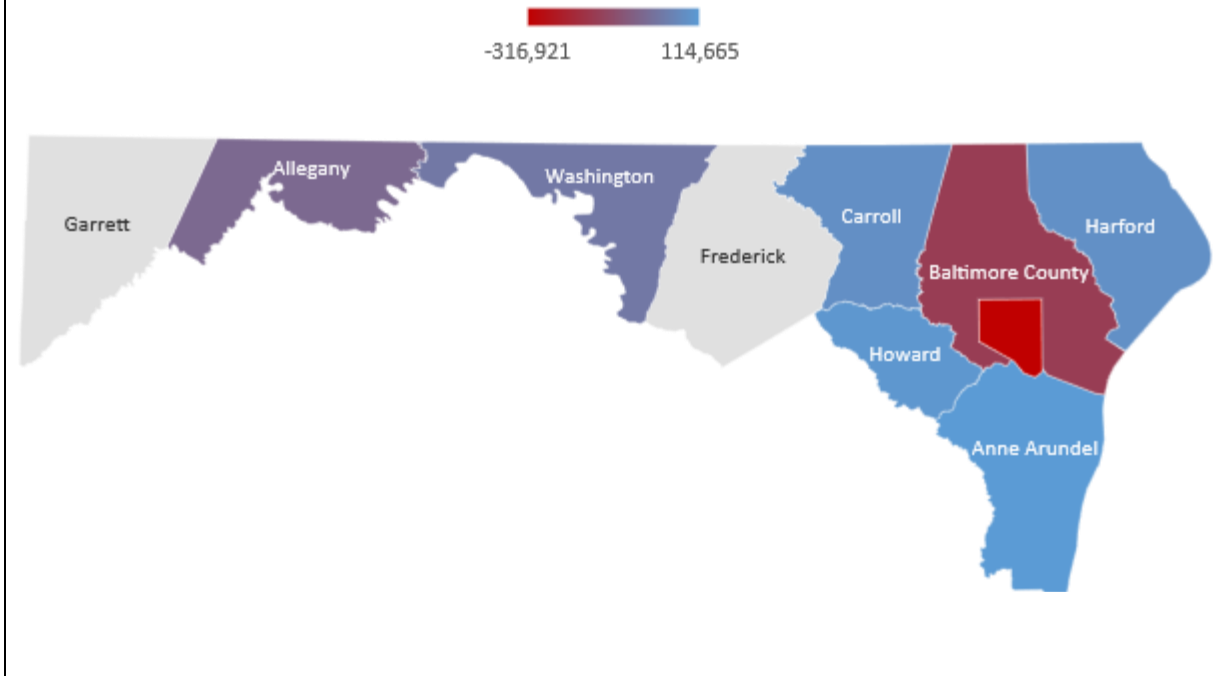 -316,921 114,665
Allegany
Washington
Garrett
Carroll
Harford
Frederick
Baltimore County
Howard
Anne Arundel